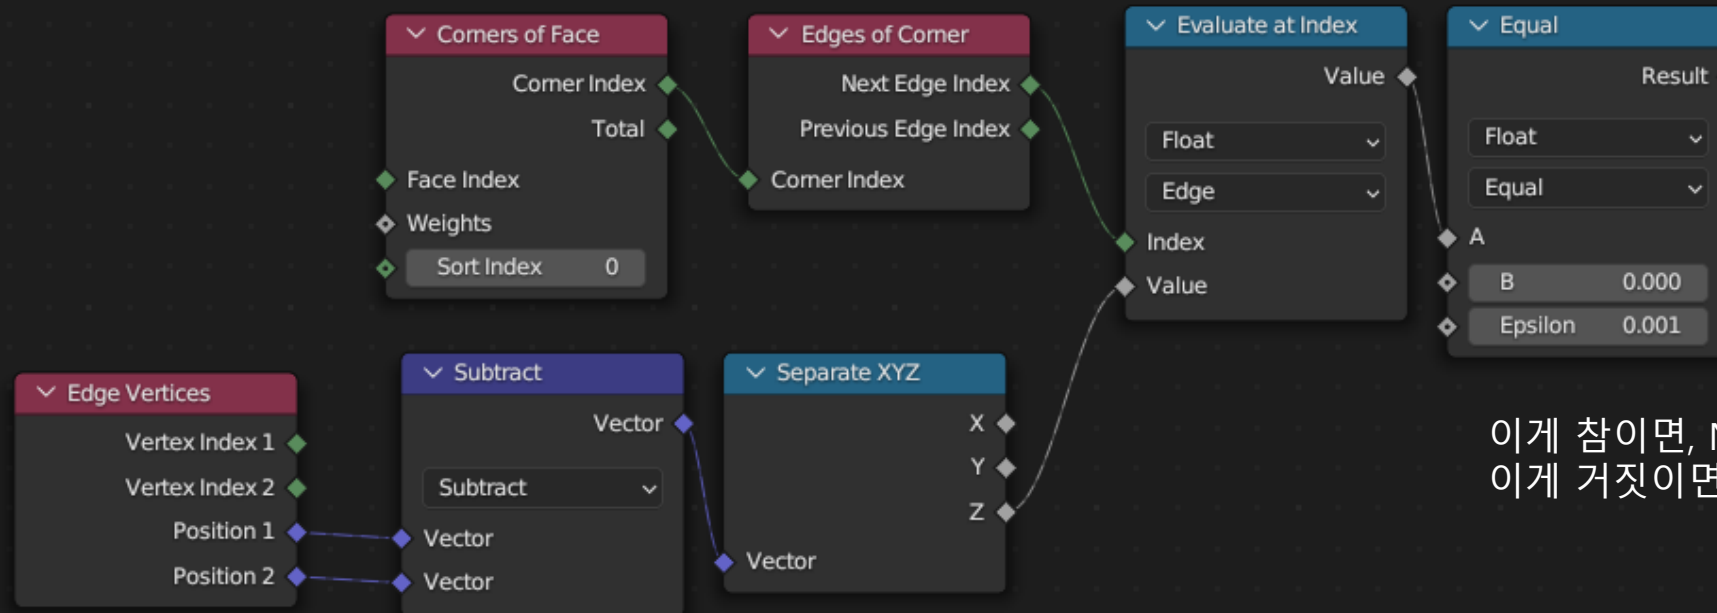 Corners of Face
Corner Index
Total
Face Index
Weights
Sort Index 0
Edges of Corner
Next Edge Index
Previous Edge Index
Corner Index
Evaluate at Index
Value
Float
Edge
Index
Value
Equal
Result
Float
Equal
A
B 0.000
Epsilon 0.001
Edge Vertices
Vertex Index 1
Vertex Index 2
Position 1
Position 2
Subtract
Vector
Subtract
Vector
Vector
Separate XYZ
X
Y
Z
Vector
이게 참이면,
이게 거짓이면